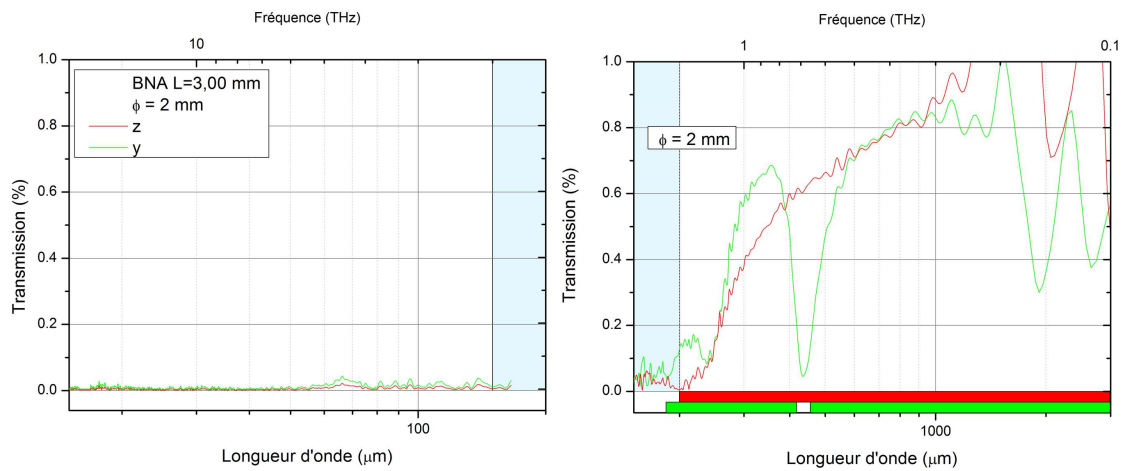 Fréquence (THz)
10
1.0
0.8
0.6
0.4
0.2
0.0
Transmission (%)
BNA L=3,00 mm
ϕ = 2 mm
z
y
100
Longueur d'onde (μm)
Fréquence (THz)
1
0.1
1.0
0.8
0.6
0.4
0.2
0.0
Transmission (%)
ϕ = 2 mm
1000
Longueur d'onde (μm)